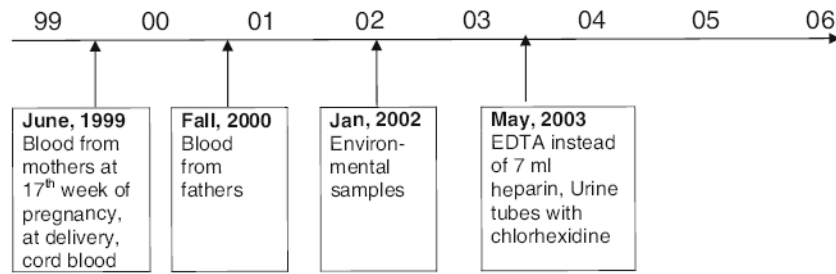 99 00 01 02 03 04 05 06
June, 1999
Blood from
mothers at
17th week of
pregnancy,
at delivery,
cord blood
Fall, 2000
Blood
from
fathers
Jan, 2002
Environ-
mental
samples
May, 2003
EDTA instead
of 7 ml
heparin, Urine
tubes with
chlorhexidine